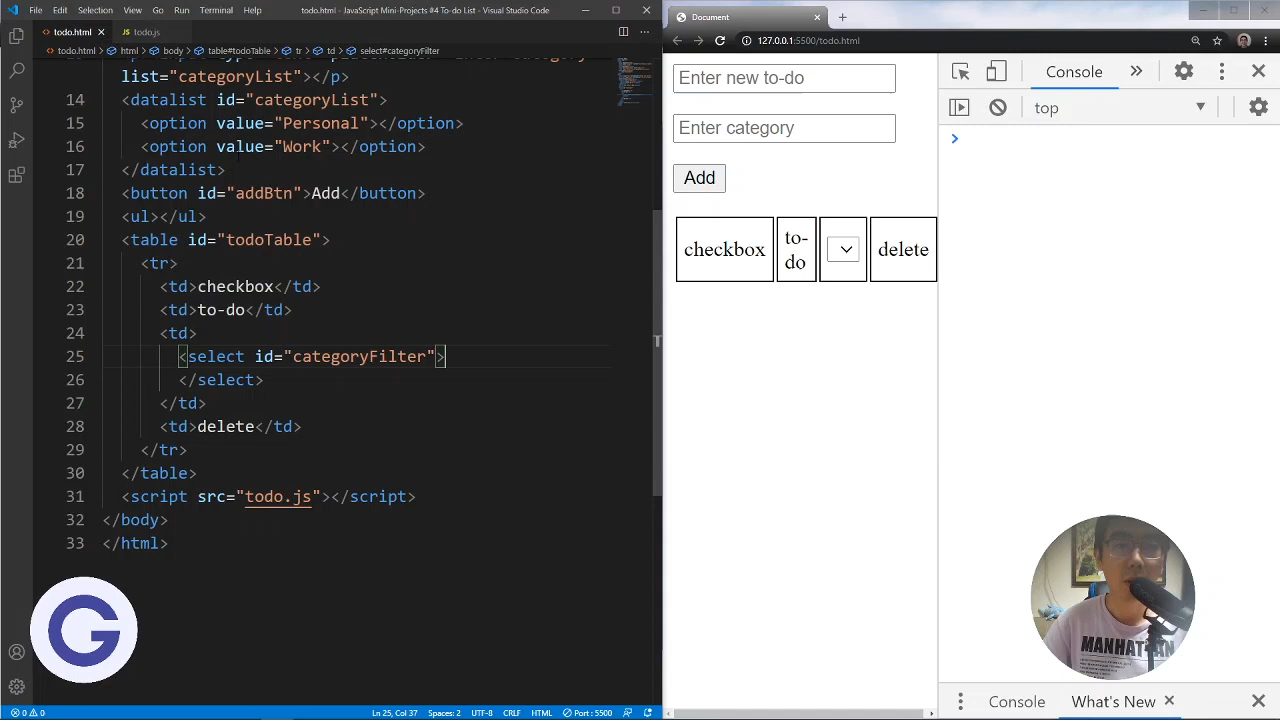 File Edit Selection View Go Run Terminal Help todo.html - JavaScript Mini-Projects #4 To-do List - Visual Studio Code
todo.html
todo.js
todo.html > html > body > table#todoTable > tr > td > select#categoryFilter
list="categoryList"></p>
14 <datalist id="categoryList">
15 <option value="Personal"></option>
16 <option value="Work"></option>
17 </datalist>
18 <button id="addBtn">Add</button>
19 <ul></ul>
20 <table id="todoTable">
21 <tr>
22 <td>checkbox</td>
23 <td>to-do</td>
24 <td>
25 <select id="categoryFilter">
26 </select>
27 </td>
28 <td>delete</td>
29 </tr>
30 </table>
31 <script src="todo.js"></script>
32 </body>
33 </html>
G
0 0 Ln 25, Col 37 Spaces: 2 UTF-8 CRLF HTML Port : 5500
Document
127.0.0.1:5500/todo.html
Enter new to-do
Enter category
Add
checkbox
to-
do
delete
Console
top
MANHATTAN
Console What's New